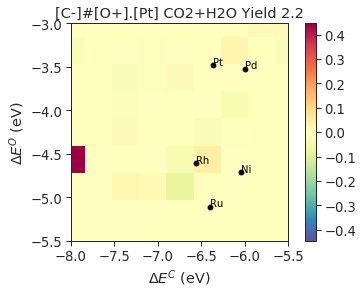 [C-]#[O+].[Pt] CO2+H2O Yield 2.2
-3.0
-3.5
-4.0
-4.5
-5.0
-5.5
ΔE^O (eV)
Pt
Pd
Rh
Ni
Ru
-8.0 -7.5 -7.0 -6.5 -6.0 -5.5
ΔE^C (eV)
0.4
0.3
0.2
0.1
0.0
-0.1
-0.2
-0.3
-0.4